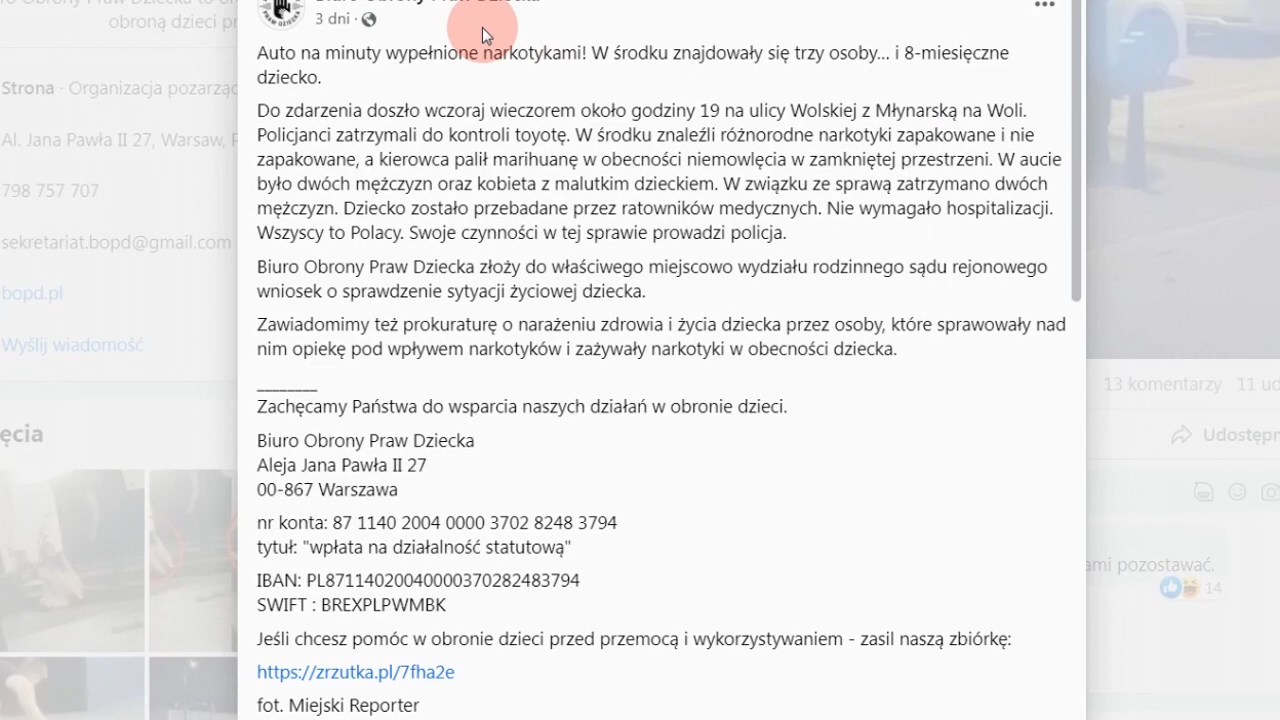 Biuro Obrony Praw Dziecka
3 dni ·
Auto na minuty wypełnione narkotykami! W środku znajdowały się trzy osoby... i 8-miesięczne
dziecko.
Do zdarzenia doszło wczoraj wieczorem około godziny 19 na ulicy Wolskiej z Młynarską na Woli.
Policjanci zatrzymali do kontroli toyotę. W środku znaleźli różnorodne narkotyki zapakowane i nie
zapakowane, a kierowca palił marihuanę w obecności niemowlęcia w zamkniętej przestrzeni. W aucie
było dwóch mężczyzn oraz kobieta z malutkim dzieckiem. W związku ze sprawą zatrzymano dwóch
mężczyzn. Dziecko zostało przebadane przez ratowników medycznych. Nie wymagało hospitalizacji.
Wszyscy to Polacy. Swoje czynności w tej sprawie prowadzi policja.
Biuro Obrony Praw Dziecka złoży do właściwego miejscowo wydziału rodzinnego sądu rejonowego
wniosek o sprawdzenie sytyacji życiowej dziecka.
Zawiadomimy też prokuraturę o narażeniu zdrowia i życia dziecka przez osoby, które sprawowały nad
nim opiekę pod wpływem narkotyków i zażywały narkotyki w obecności dziecka.
________
Zachęcamy Państwa do wsparcia naszych działań w obronie dzieci.
Biuro Obrony Praw Dziecka
Aleja Jana Pawła II 27
00-867 Warszawa
nr konta: 87 1140 2004 0000 3702 8248 3794
tytuł: "wpłata na działalność statutową"
IBAN: PL87114020040000370282483794
SWIFT : BREXPLPWMBK
Jeśli chcesz pomóc w obronie dzieci przed przemocą i wykorzystywaniem - zasil naszą zbiórkę:
https://zrzutka.pl/7fha2e
fot. Miejski Reporter
obroną dzieci pr
Strona · Organizacja pozarząd
Al. Jana Pawła II 27, Warsaw, P
798 757 707
sekretariat.bopd@gmail.com
bopd.pl
Wyślij wiadomość
ęcia
13 komentarzy 11 ud
Udostępn
ami pozostawać.
14